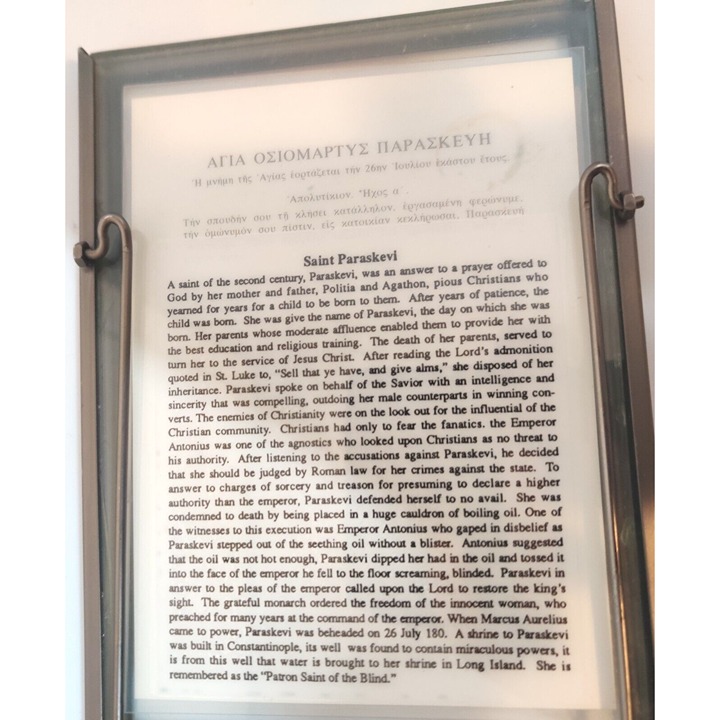 ΑΓΙΑ ΟΣΙΟΜΑΡΤΥΣ ΠΑΡΑΣΚΕΥΗ
Ἡ μνήμη τῆς Ἁγίας ἑορτάζεται τὴν 26ην Ἰουλίου ἑκάστου ἔτους.
Ἀπολυτίκιον. Ἦχος α΄.
Τὴν σπουδήν σου τῇ κλήσει κατάλληλον, ἐργασαμένη φερώνυμε,
τὴν ὁμώνυμόν σου πίστιν, εἰς κατοικίαν κεκλήρωσαι, Παρασκευὴ
Saint Paraskevi
A saint of the second century, Paraskevi, was an answer to a prayer offered to
God by her mother and father, Politia and Agathon, pious Christians who
yearned for years for a child to be born to them. After years of patience, the
child was born. She was give the name of Paraskevi, the day on which she was
born. Her parents whose moderate affluence enabled them to provide her with
the best education and religious training. The death of her parents, served to
turn her to the service of Jesus Christ. After reading the Lord's admonition
quoted in St. Luke to, "Sell that ye have, and give alms," she disposed of her
inheritance. Paraskevi spoke on behalf of the Savior with an intelligence and
sincerity that was compelling, outdoing her male counterparts in winning con-
verts. The enemies of Christianity were on the look out for the influential of the
Christian community. Christians had only to fear the fanatics. the Emperor
Antonius was one of the agnostics who looked upon Christians as no threat to
his authority. After listening to the accusations against Paraskevi, he decided
that she should be judged by Roman law for her crimes against the state. To
answer to charges of sorcery and treason for presuming to declare a higher
authority than the emperor, Paraskevi defended herself to no avail. She was
condemned to death by being placed in a huge cauldron of boiling oil. One of
the witnesses to this execution was Emperor Antonius who gaped in disbelief as
Paraskevi stepped out of the seething oil without a blister. Antonius suggested
that the oil was not hot enough, Paraskevi dipped her had in the oil and tossed it
into the face of the emperor he fell to the floor screaming, blinded. Paraskevi in
answer to the pleas of the emperor called upon the Lord to restore the king's
sight. The grateful monarch ordered the freedom of the innocent woman, who
preached for many years at the command of the emperor. When Marcus Aurelius
came to power, Paraskevi was beheaded on 26 July 180. A shrine to Paraskevi
was built in Constantinople, its well was found to contain miraculous powers, it
is from this well that water is brought to her shrine in Long Island. She is
remembered as the "Patron Saint of the Blind."